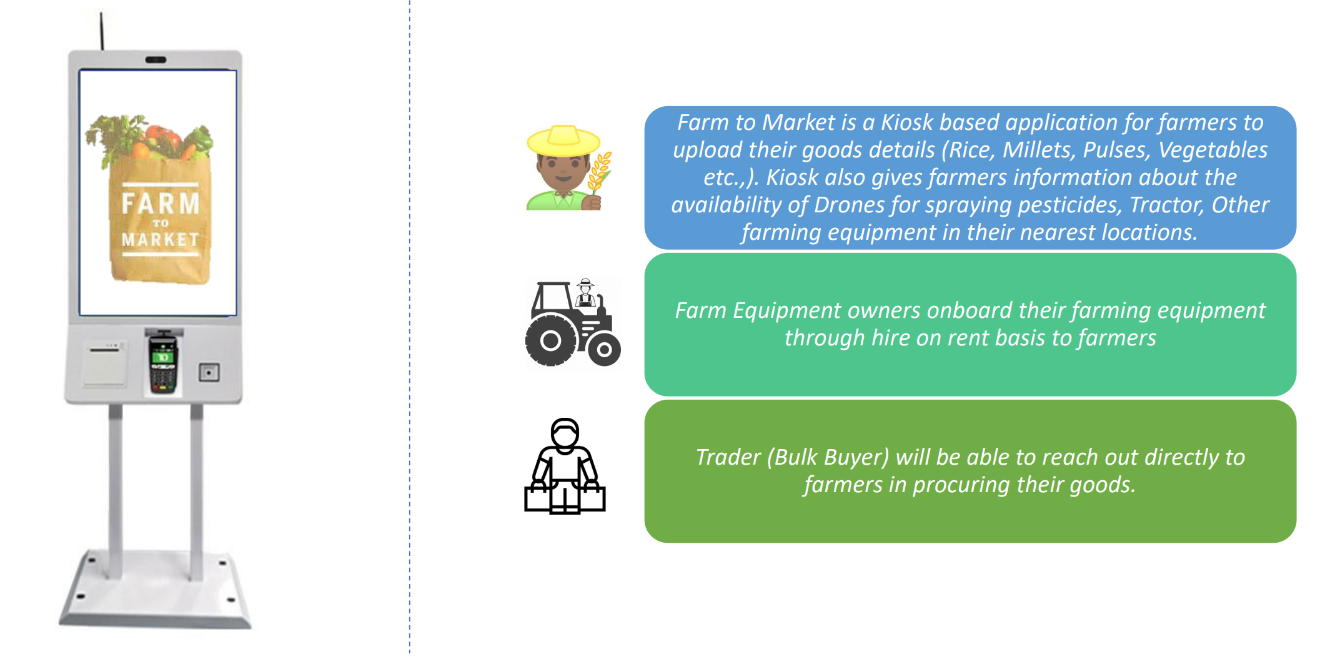 FARM
TO
MARKET
Farm to Market is a Kiosk based application for farmers to
upload their goods details (Rice, Millets, Pulses, Vegetables
etc.,). Kiosk also gives farmers information about the
availability of Drones for spraying pesticides, Tractor, Other
farming equipment in their nearest locations.
Farm Equipment owners onboard their farming equipment
through hire on rent basis to farmers
Trader (Bulk Buyer) will be able to reach out directly to
farmers in procuring their goods.